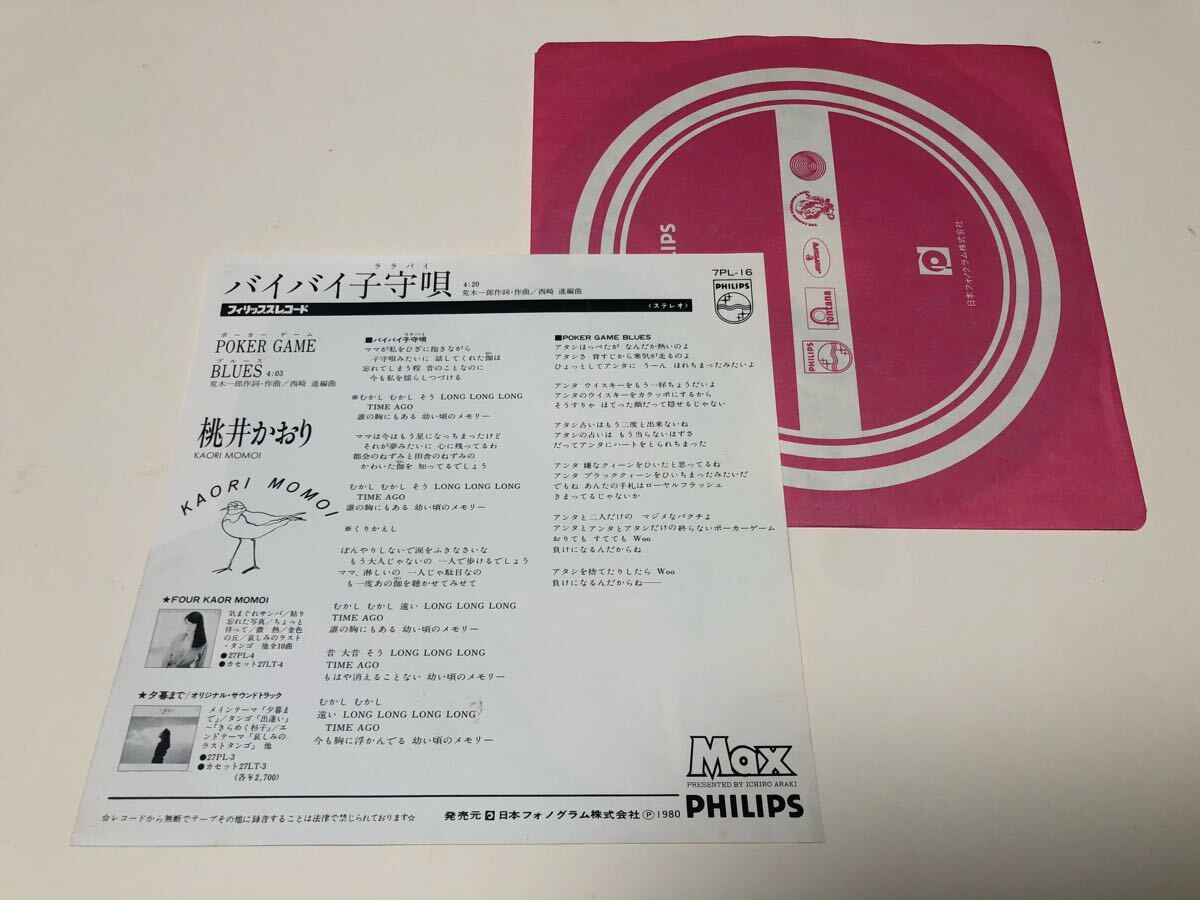 ララバイ
バイバイ子守唄 4:20
荒木一郎作詞・作曲/西崎 進編曲
7PL-16
PHILIPS
フィリップスレコード
〈ステレオ〉
ポーカー ゲーム
POKER GAME
ブルース
BLUES 4:03
荒木一郎作詞・作曲/西崎 進編曲
桃井かおり
KAORI MOMOI
KAORI MOMOI
★FOUR KAOR MOMOI
気まぐれサンバ/貼り
忘れた写真/ちょっと
待って/微 熱/金色
の丘/哀しみのラスト
・タンゴ 他全10曲
●27PL-4
●カセット27LT-4
★夕暮まで/オリジナル・サウンドトラック
メインテーマ「夕暮ま
で」/タンゴ「出逢い」
~「きらめく杉子」/エ
ンドテーマ「哀しみの
ラストタンゴ」 他
●27PL-3
●カセット27LT-3
(各¥2,700)
ララバイ
■バイバイ子守唄
ママが私をひざに抱きながら
子守唄みたいに 話してくれた伽は
忘れてしまう程 昔のことなのに
今も私を揺らしつづける
※むかし むかし そう LONG LONG LONG
TIME AGO
誰の胸にもある 幼い頃のメモリー
ママは今はもう星になっちまったけど
それが夢みたいに 心に残ってるわ
都会のねずみと田舎のねずみの
かわいた伽を 知ってるでしょう
むかし むかし そう LONG LONG LONG
TIME AGO
誰の胸にもある 幼い頃のメモリー
※くりかえし
ぼんやりしないで涙をふきなさいな
もう大人じゃないの 一人で歩けるでしょう
ママ、淋しいの 一人じゃ駄目なの
も一度あの伽を聴かせてみせて
むかし むかし 遠い LONG LONG LONG
TIME AGO
誰の胸にもある 幼い頃のメモリー
昔 大昔 そう LONG LONG LONG
TIME AGO
もはや消えることない 幼い頃のメモリー
むかし むかし
遠い LONG LONG LONG LONG
TIME AGO
今も胸に浮かんでる 幼い頃のメモリー
■POKER GAME BLUES
アタシはっぺたが なんだか熱いのよ
アタシさ 背すじから寒気が走るのよ
ひょっとしてアンタに うーん ほれちまったみたいよ
アンタ ウイスキーをもう一杯ちょうだいよ
アンタのウイスキーをカラッポにするから
そうすりゃ ほてった顔だって隠せるじゃない
アタシ占いはもう二度と出来ないね
アタシの占いは もう当らないはずさ
だってアンタにハートをとられちまった
アンタ 嫌なクィーンをひいたと思ってるね
アンタ ブラッククィーンをひいちまったみたいだ
でもね あんたの手札はローヤルフラッシュ
きまってるじゃないか
アンタと二人だけの マジメなバクチよ
アンタとアンタとアタシだけの終らないポーカーゲーム
おりても すてても Woo
負けになるんだからね
アタシを捨てたりしたら Woo
負けになるんだからね——
Max
PRESENTED BY ICHIRO ARAKI
PHILIPS
☆レコードから無断でテープその他に録音することは法律で禁じられております☆
発売元 日本フォノグラム株式会社 Ⓟ1980
fontana
PHILIPS
日本フォノグラム株式会社